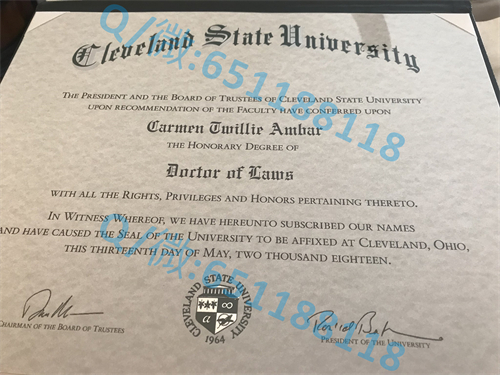 Cleveland State University
THE PRESIDENT AND THE BOARD OF TRUSTEES OF CLEVELAND STATE UNIVERSITY
UPON RECOMMENDATION OF THE FACULTY HAVE CONFERRED UPON
Carmen Twillie Ambar
THE HONORARY DEGREE OF
Doctor of Laws
WITH ALL THE RIGHTS, PRIVILEGES AND HONORS PERTAINING THERETO.
IN WITNESS WHEREOF, WE HAVE HEREUNTO SUBSCRIBED OUR NAMES
AND HAVE CAUSED THE SEAL OF THE UNIVERSITY TO BE AFFIXED AT CLEVELAND, OHIO,
THIS THIRTEENTH DAY OF MAY, TWO THOUSAND EIGHTEEN.
CHAIRMAN OF THE BOARD OF TRUSTEES
CLEVELAND STATE UNIVERSITY
α ∞
1964
PRESIDENT OF THE UNIVERSITY
Q/微:651188118
Q/微:651188118